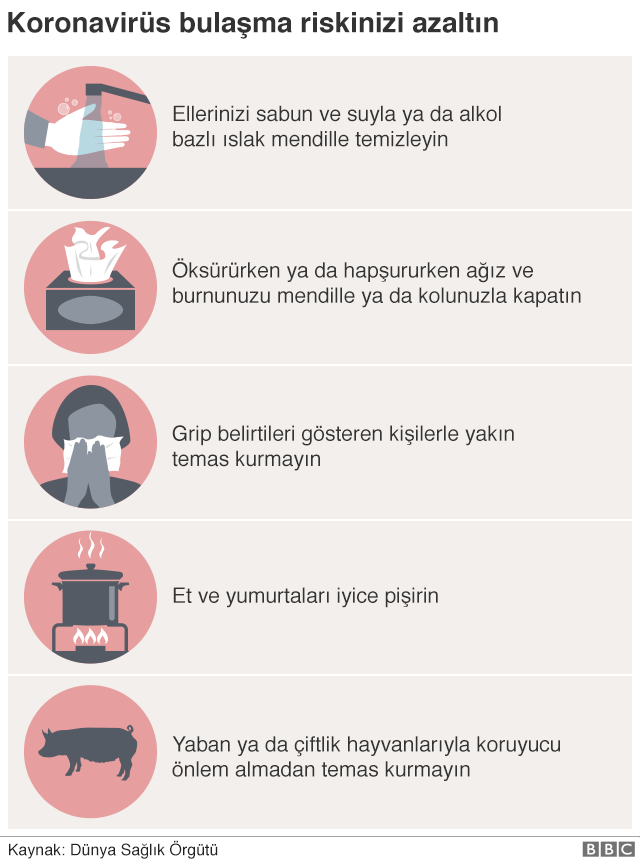 Koronavirüs bulaşma riskinizi azaltın
Ellerinizi sabun ve suyla ya da alkol
bazlı ıslak mendille temizleyin
Öksürürken ya da hapşururken ağız ve
burnunuzu mendille ya da kolunuzla kapatın
Grip belirtileri gösteren kişilerle yakın
temas kurmayın
Et ve yumurtaları iyice pişirin
Yaban ya da çiftlik hayvanlarıyla koruyucu
önlem almadan temas kurmayın
Kaynak: Dünya Sağlık Örgütü
BBC